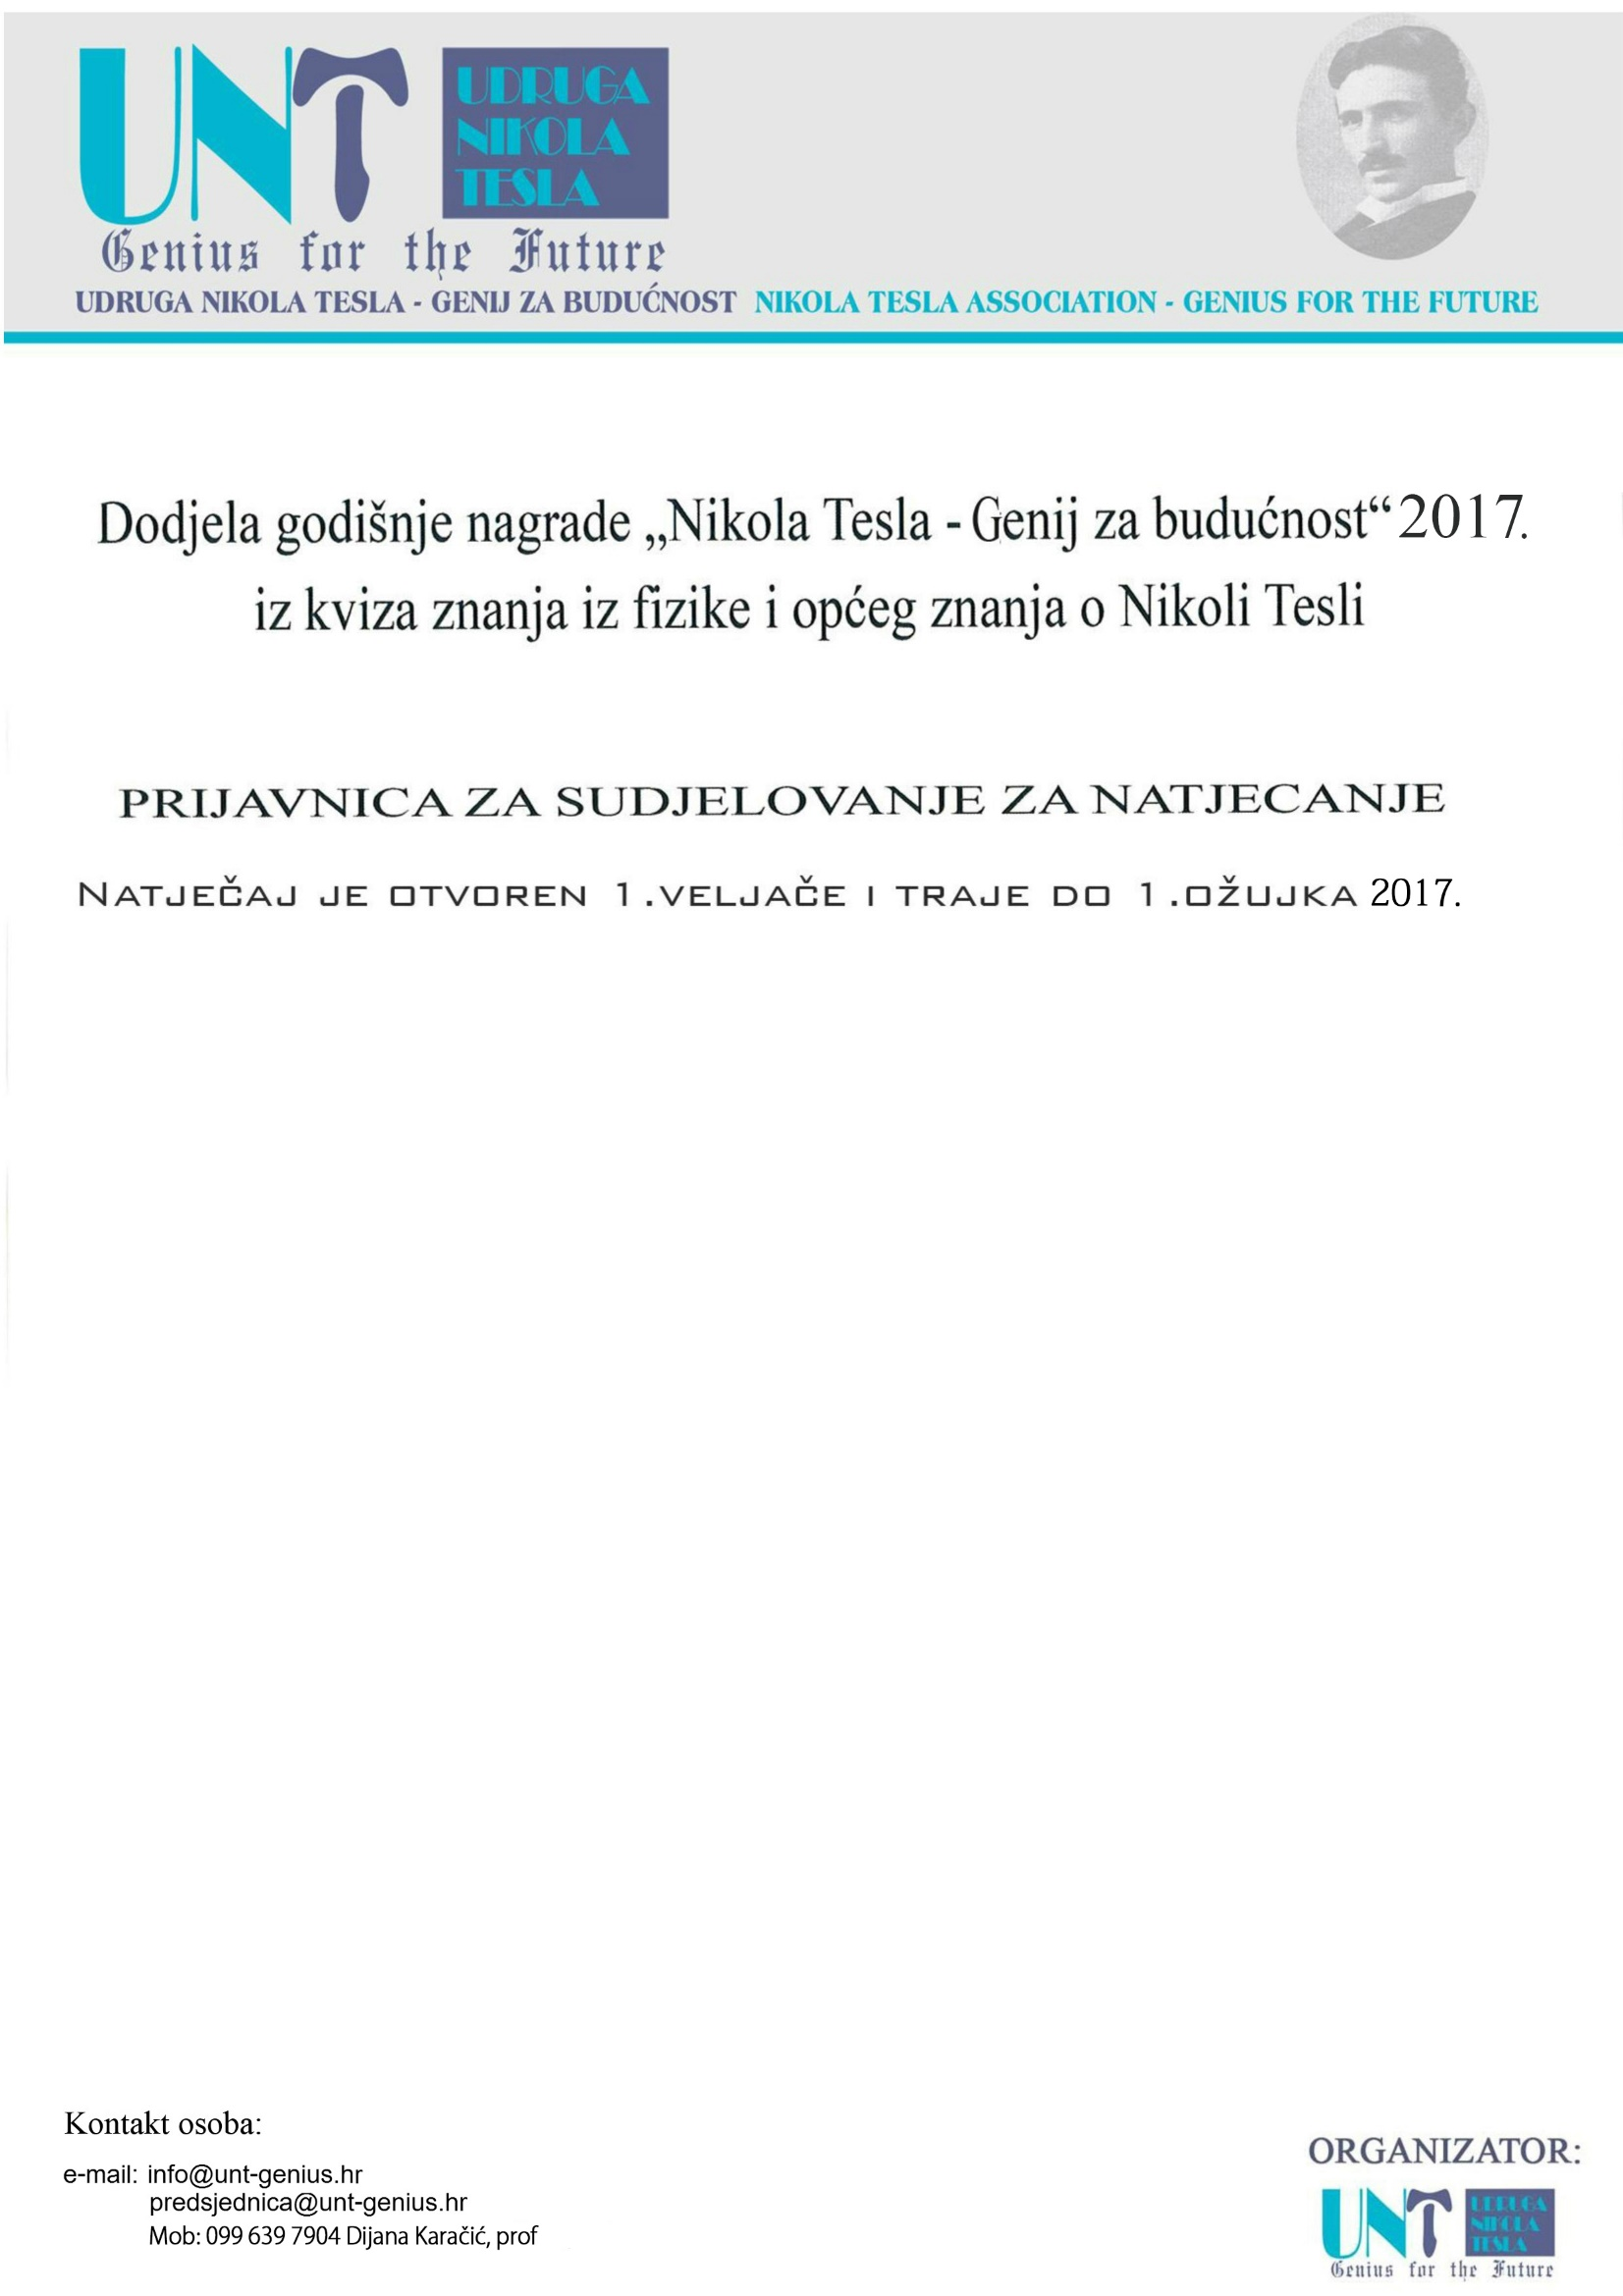 UNT UDRUGA
NIKOLA
TESLA
Genius for the Future
UDRUGA NIKOLA TESLA - GENIJ ZA BUDUĆNOST NIKOLA TESLA ASSOCIATION - GENIUS FOR THE FUTURE
Dodjela godišnje nagrade „Nikola Tesla - Genij za budućnost“ 2017.
iz kviza znanja iz fizike i općeg znanja o Nikoli Tesli
PRIJAVNICA ZA SUDJELOVANJE ZA NATJECANJE
NATJEČAJ JE OTVOREN 1.VELJAČE I TRAJE DO 1.OŽUJKA 2017.
Kontakt osoba:
e-mail: info@unt-genius.hr
predsjednica@unt-genius.hr
Mob: 099 639 7904 Dijana Karačić, prof
ORGANIZATOR:
UNT UDRUGA
NIKOLA
TESLA
Genius for the Future